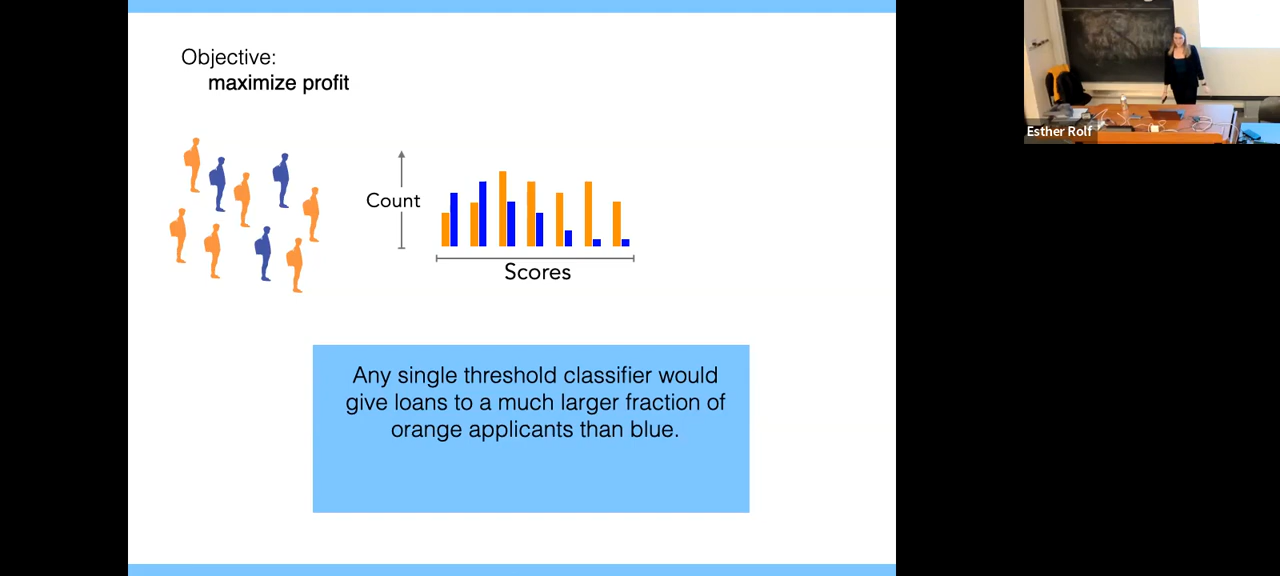 Objective:
maximize profit
Count
Scores
Any single threshold classifier would
give loans to a much larger fraction of
orange applicants than blue.
Esther Rolf